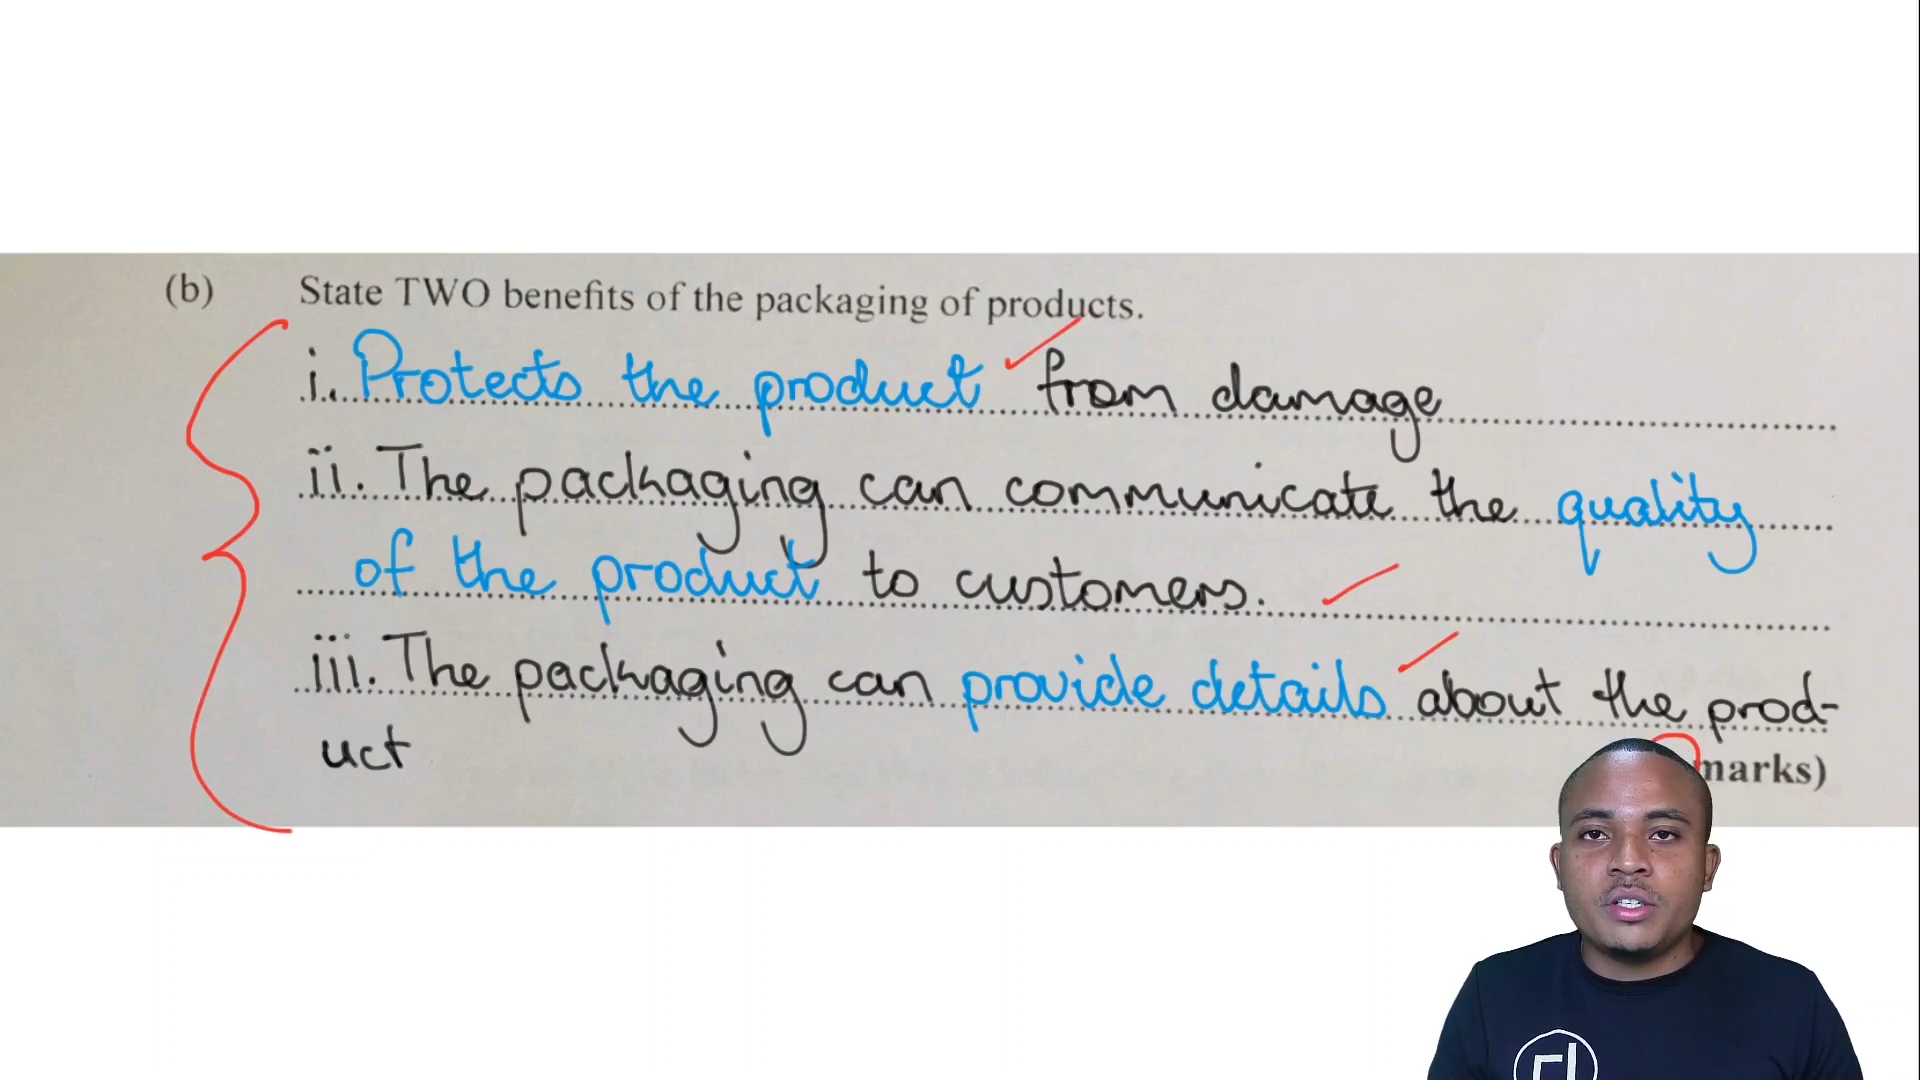 (b) State TWO benefits of the packaging of products.
i. Protects the product from damage
ii. The packaging can communicate the quality
of the product to customers.
iii. The packaging can provide details about the prod-
uct
marks)